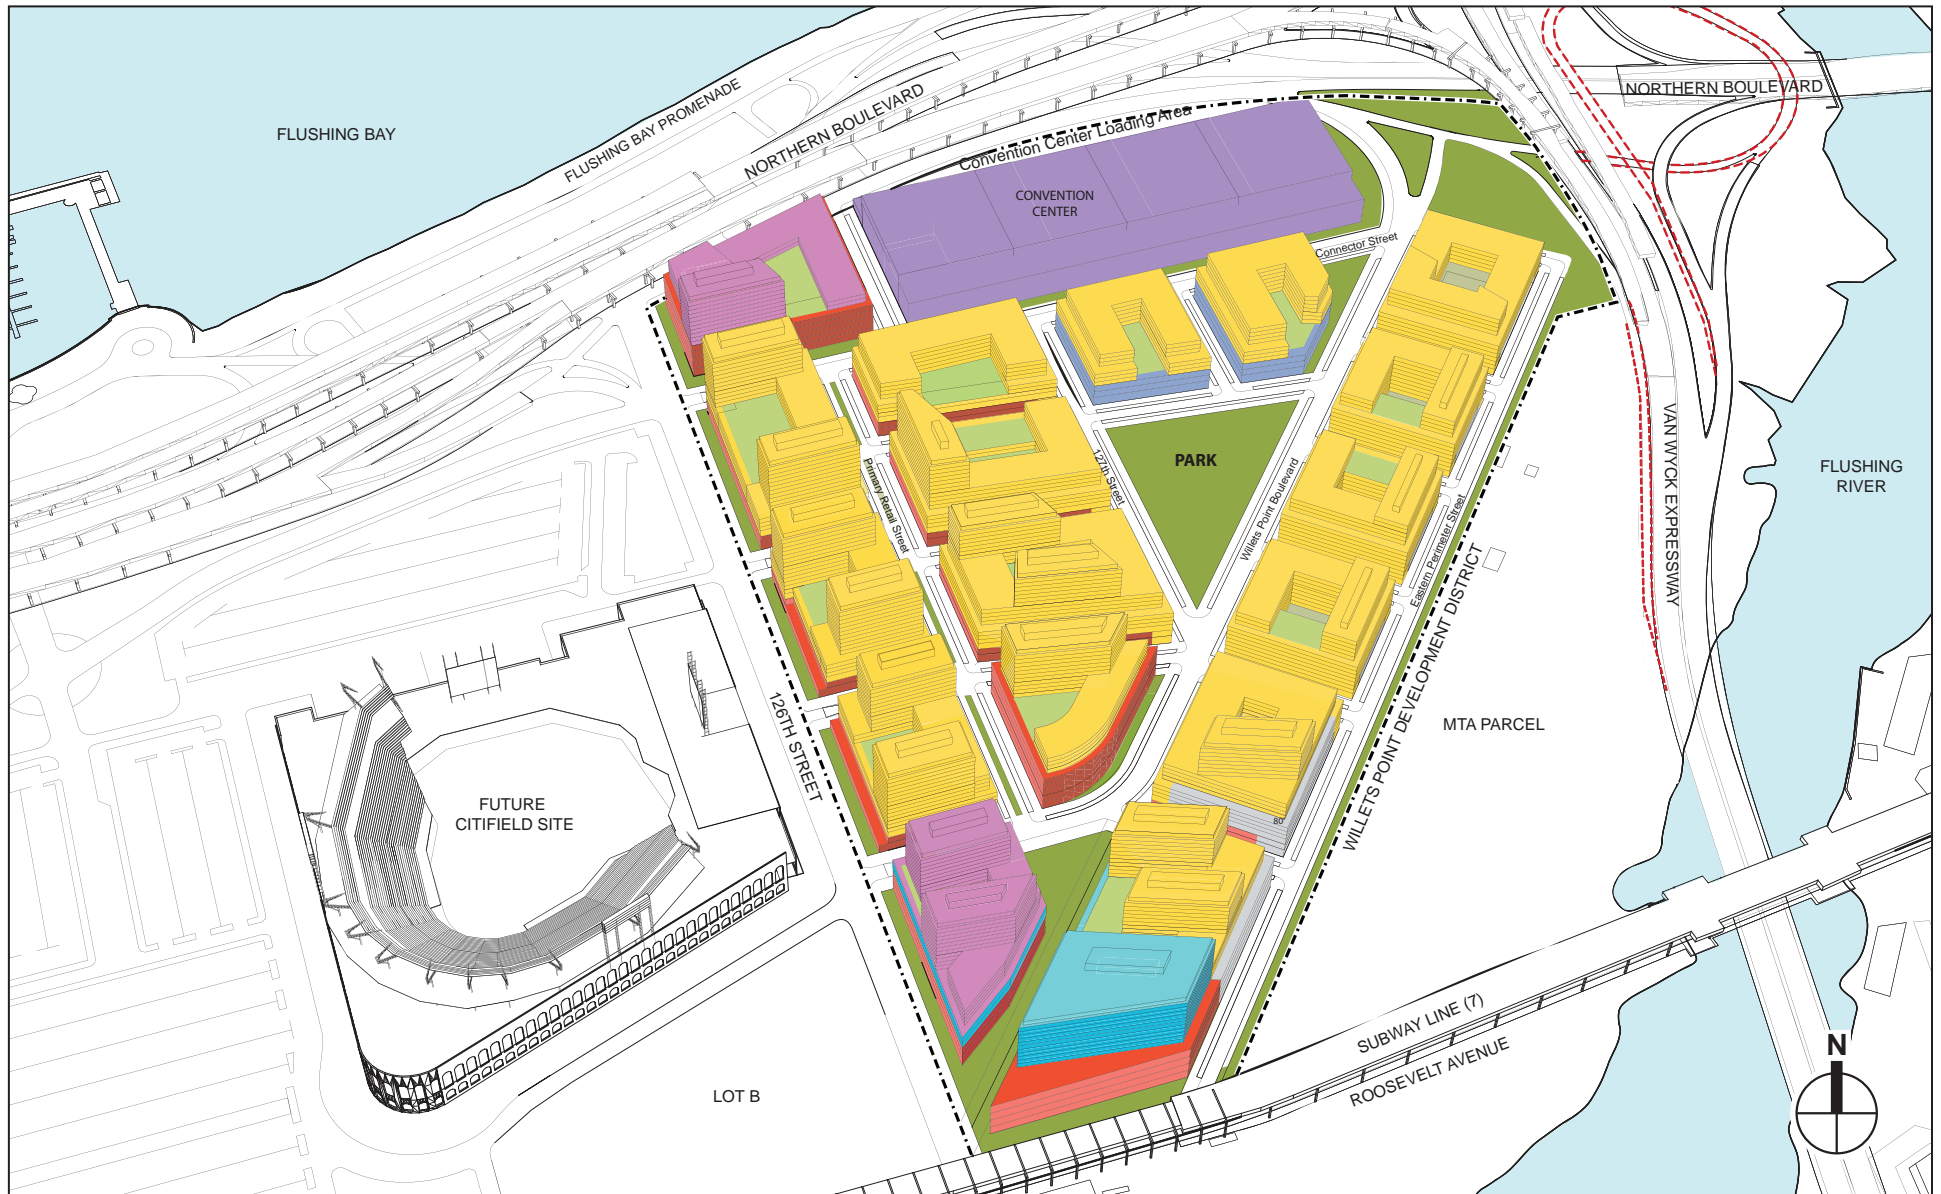 FLUSHING BAY
FLUSHING BAY PROMENADE
NORTHERN BOULEVARD
NORTHERN BOULEVARD
Convention Center Loading Area
CONVENTION
CENTER
Connector Street
PARK
127th Street
Primary Retail Street
Willets Point Boulevard
Eastern Perimeter Street
VAN WYCK EXPRESSWAY
FLUSHING
RIVER
WILLETS POINT DEVELOPMENT DISTRICT
MTA PARCEL
126TH STREET
FUTURE
CITIFIELD SITE
80'
SUBWAY LINE (7)
ROOSEVELT AVENUE
LOT B
N